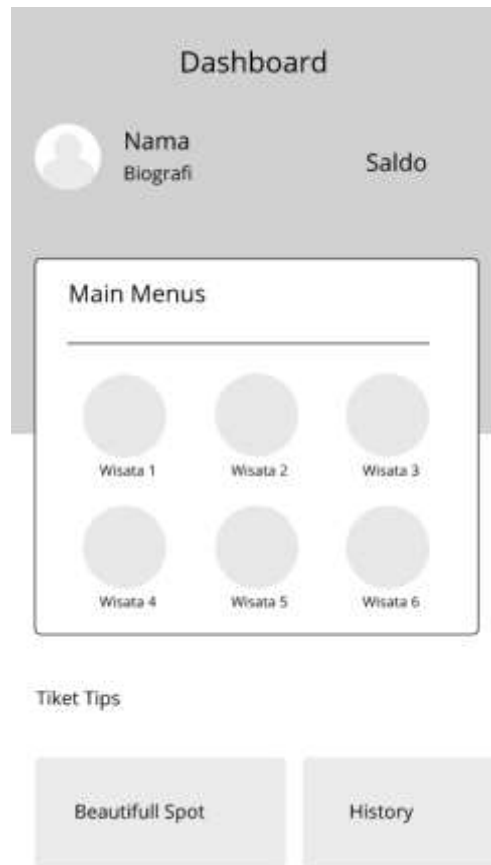 Dashboard
Nama
Biografi
Saldo
Main Menus
Wisata 1 Wisata 2 Wisata 3
Wisata 4 Wisata 5 Wisata 6
Tiket Tips
Beautifull Spot History